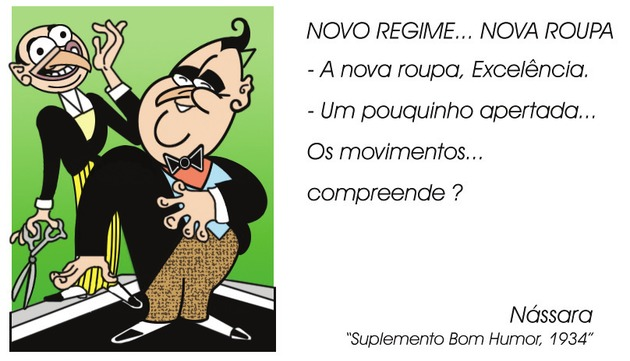 NOVO REGIME... NOVA ROUPA
- A nova roupa, Excelência.
- Um pouquinho apertada...
Os movimentos...
compreende ?
Nássara
“Suplemento Bom Humor, 1934”